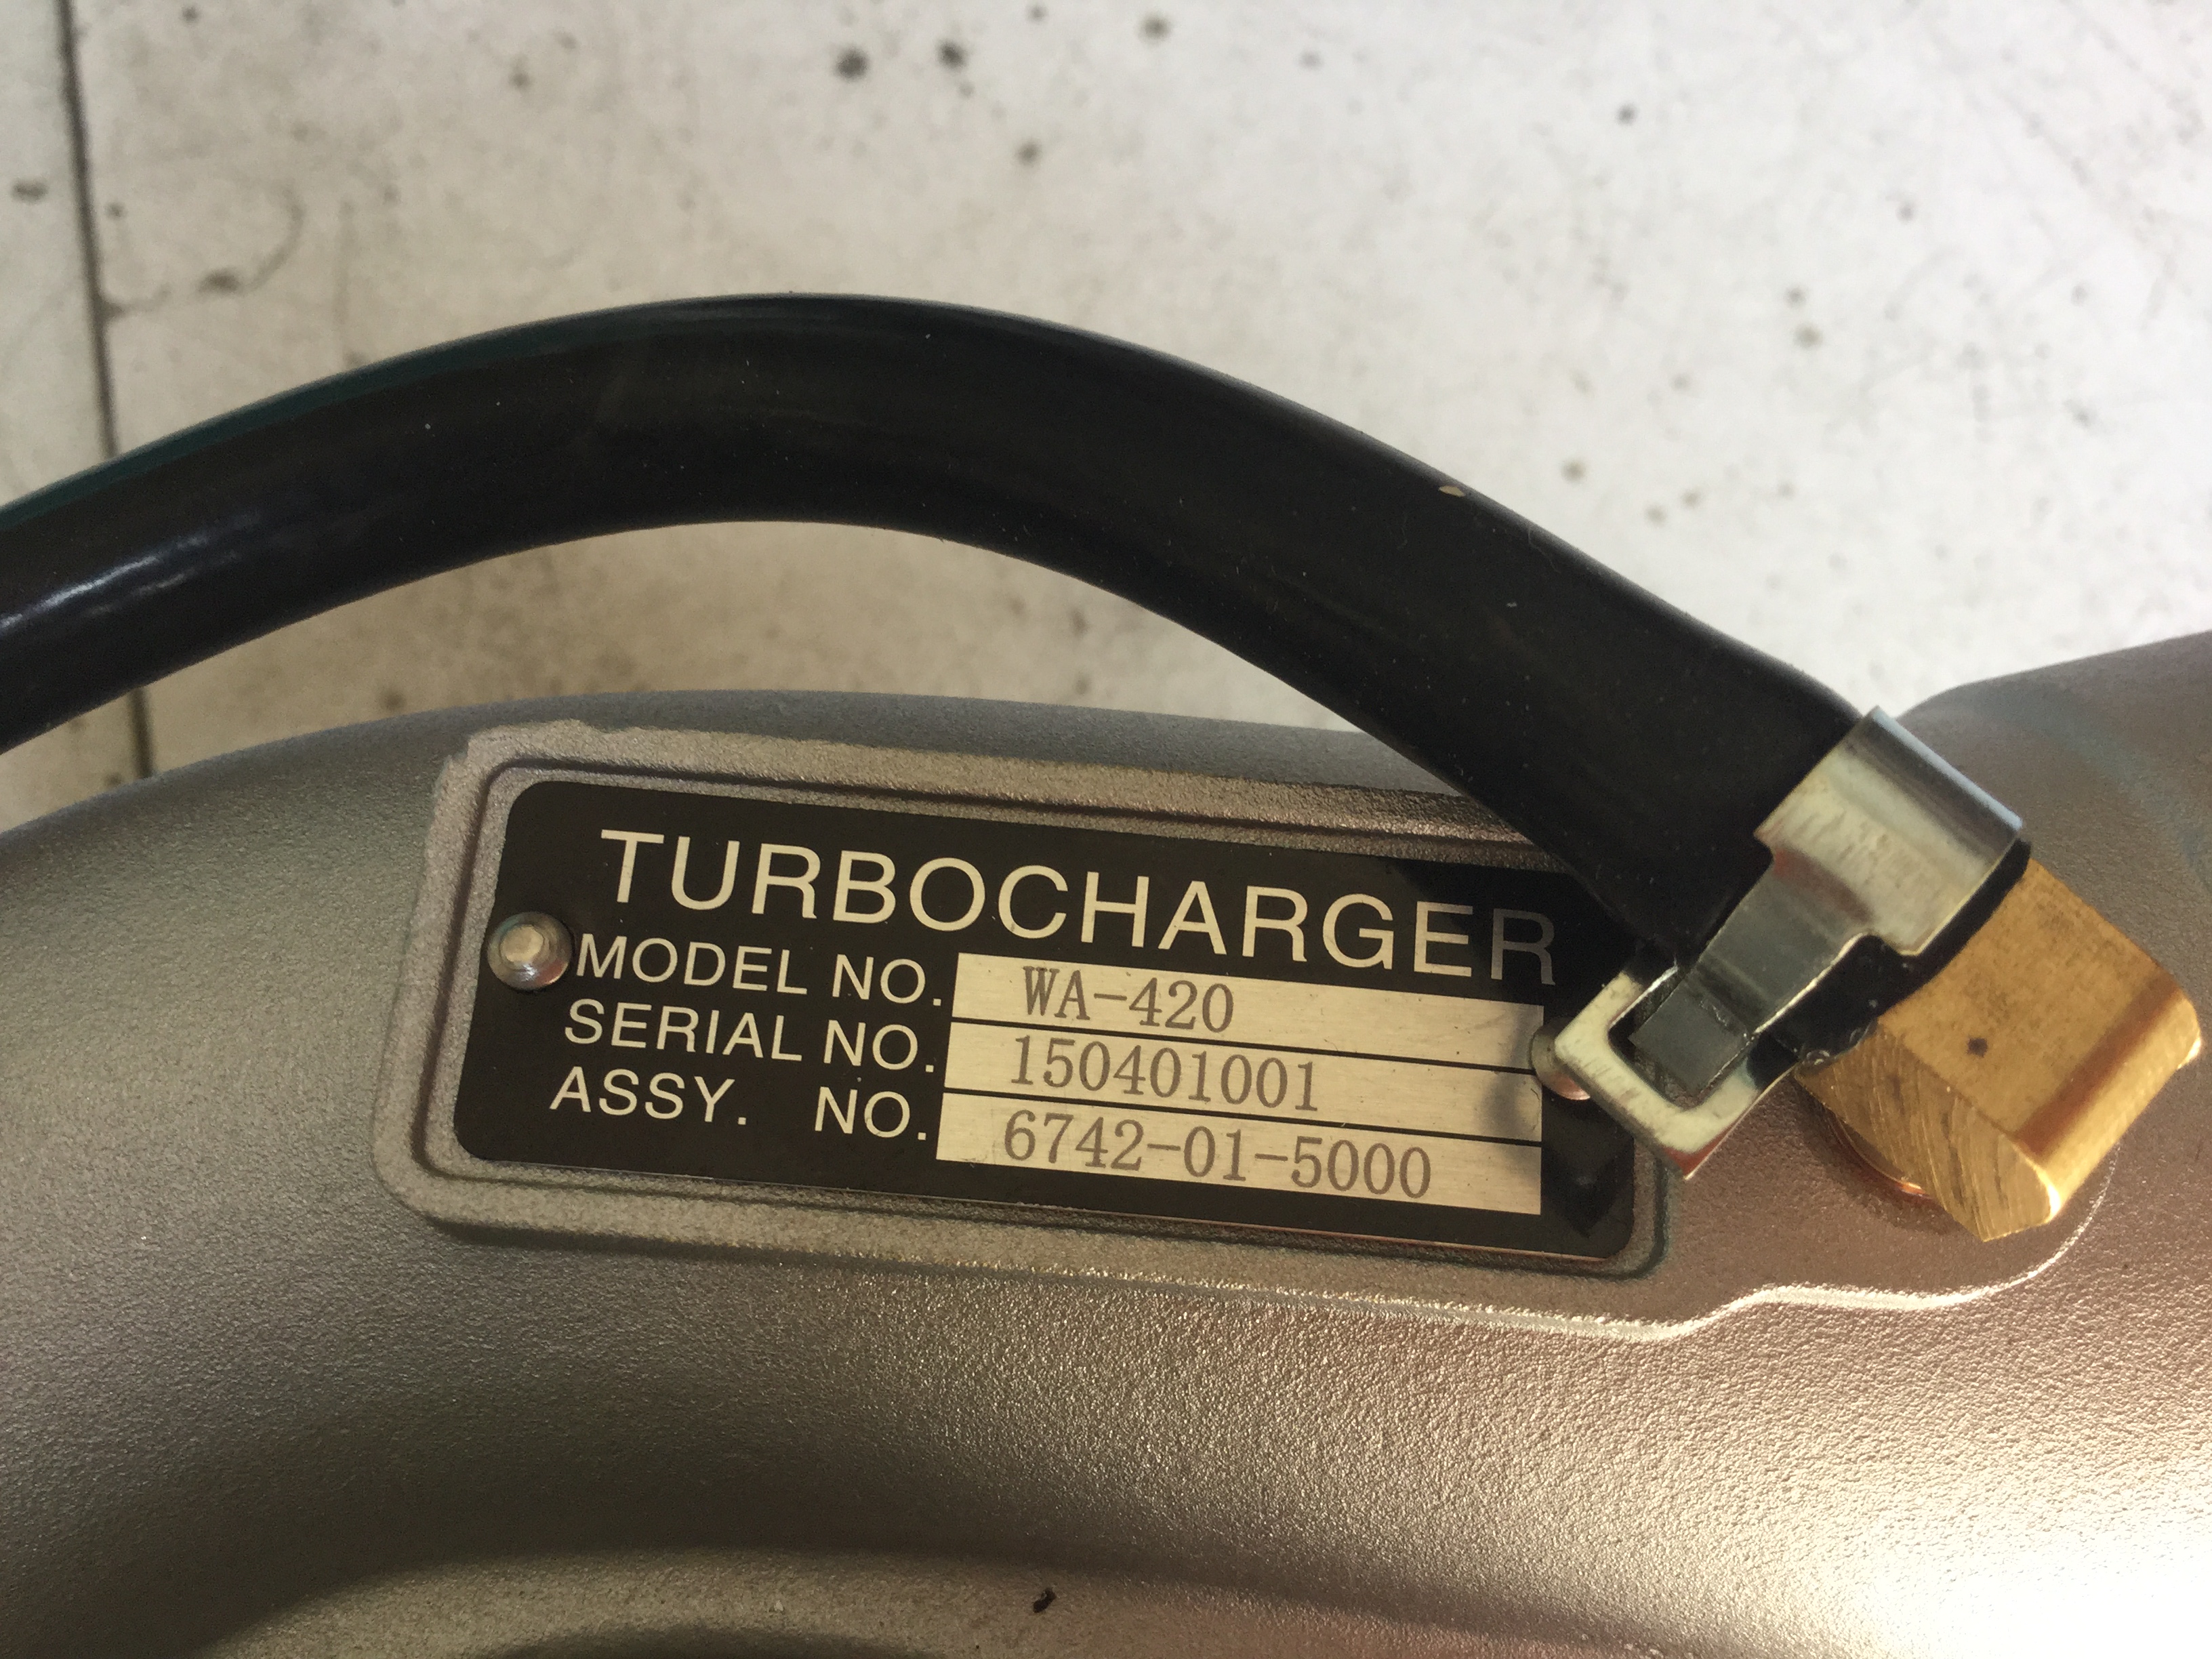 TURBOCHARGER
MODEL NO. WA-420
SERIAL NO. 150401001
ASSY. NO. 6742-01-5000